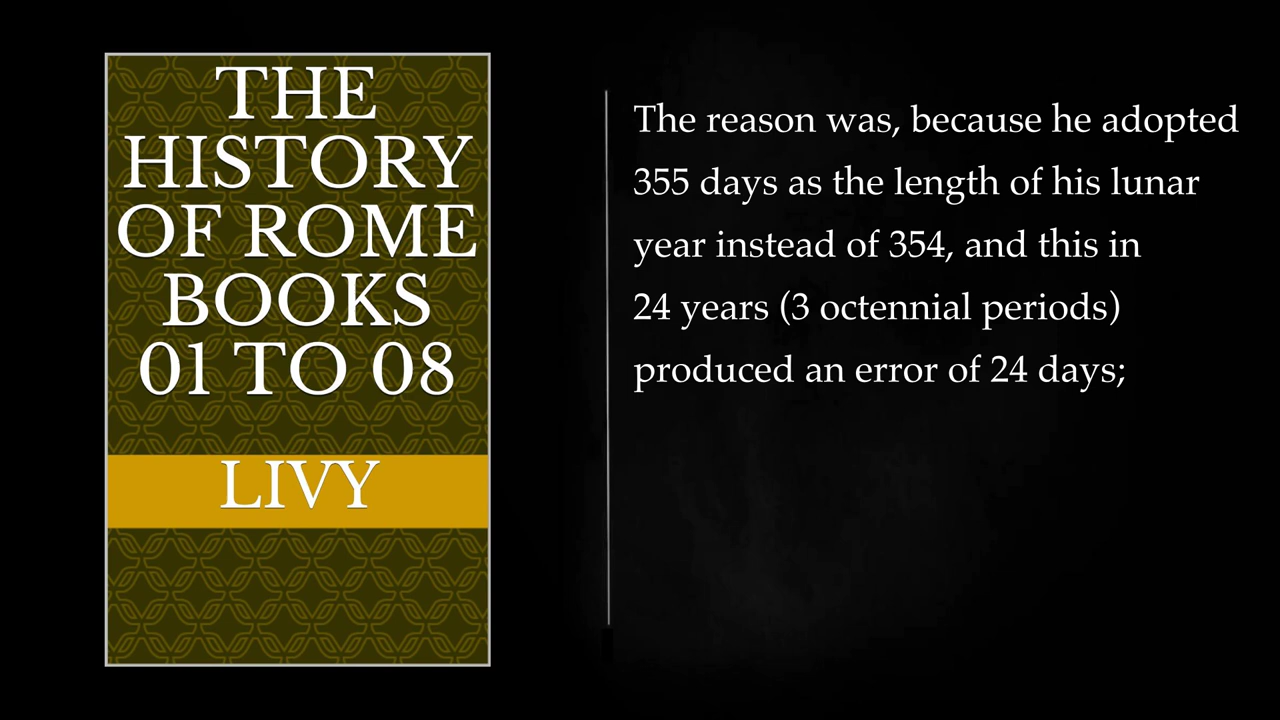 THE
HISTORY
OF ROME
BOOKS
01 TO 08
LIVY
The reason was, because he adopted
355 days as the length of his lunar
year instead of 354, and this in
24 years (3 octennial periods)
produced an error of 24 days;